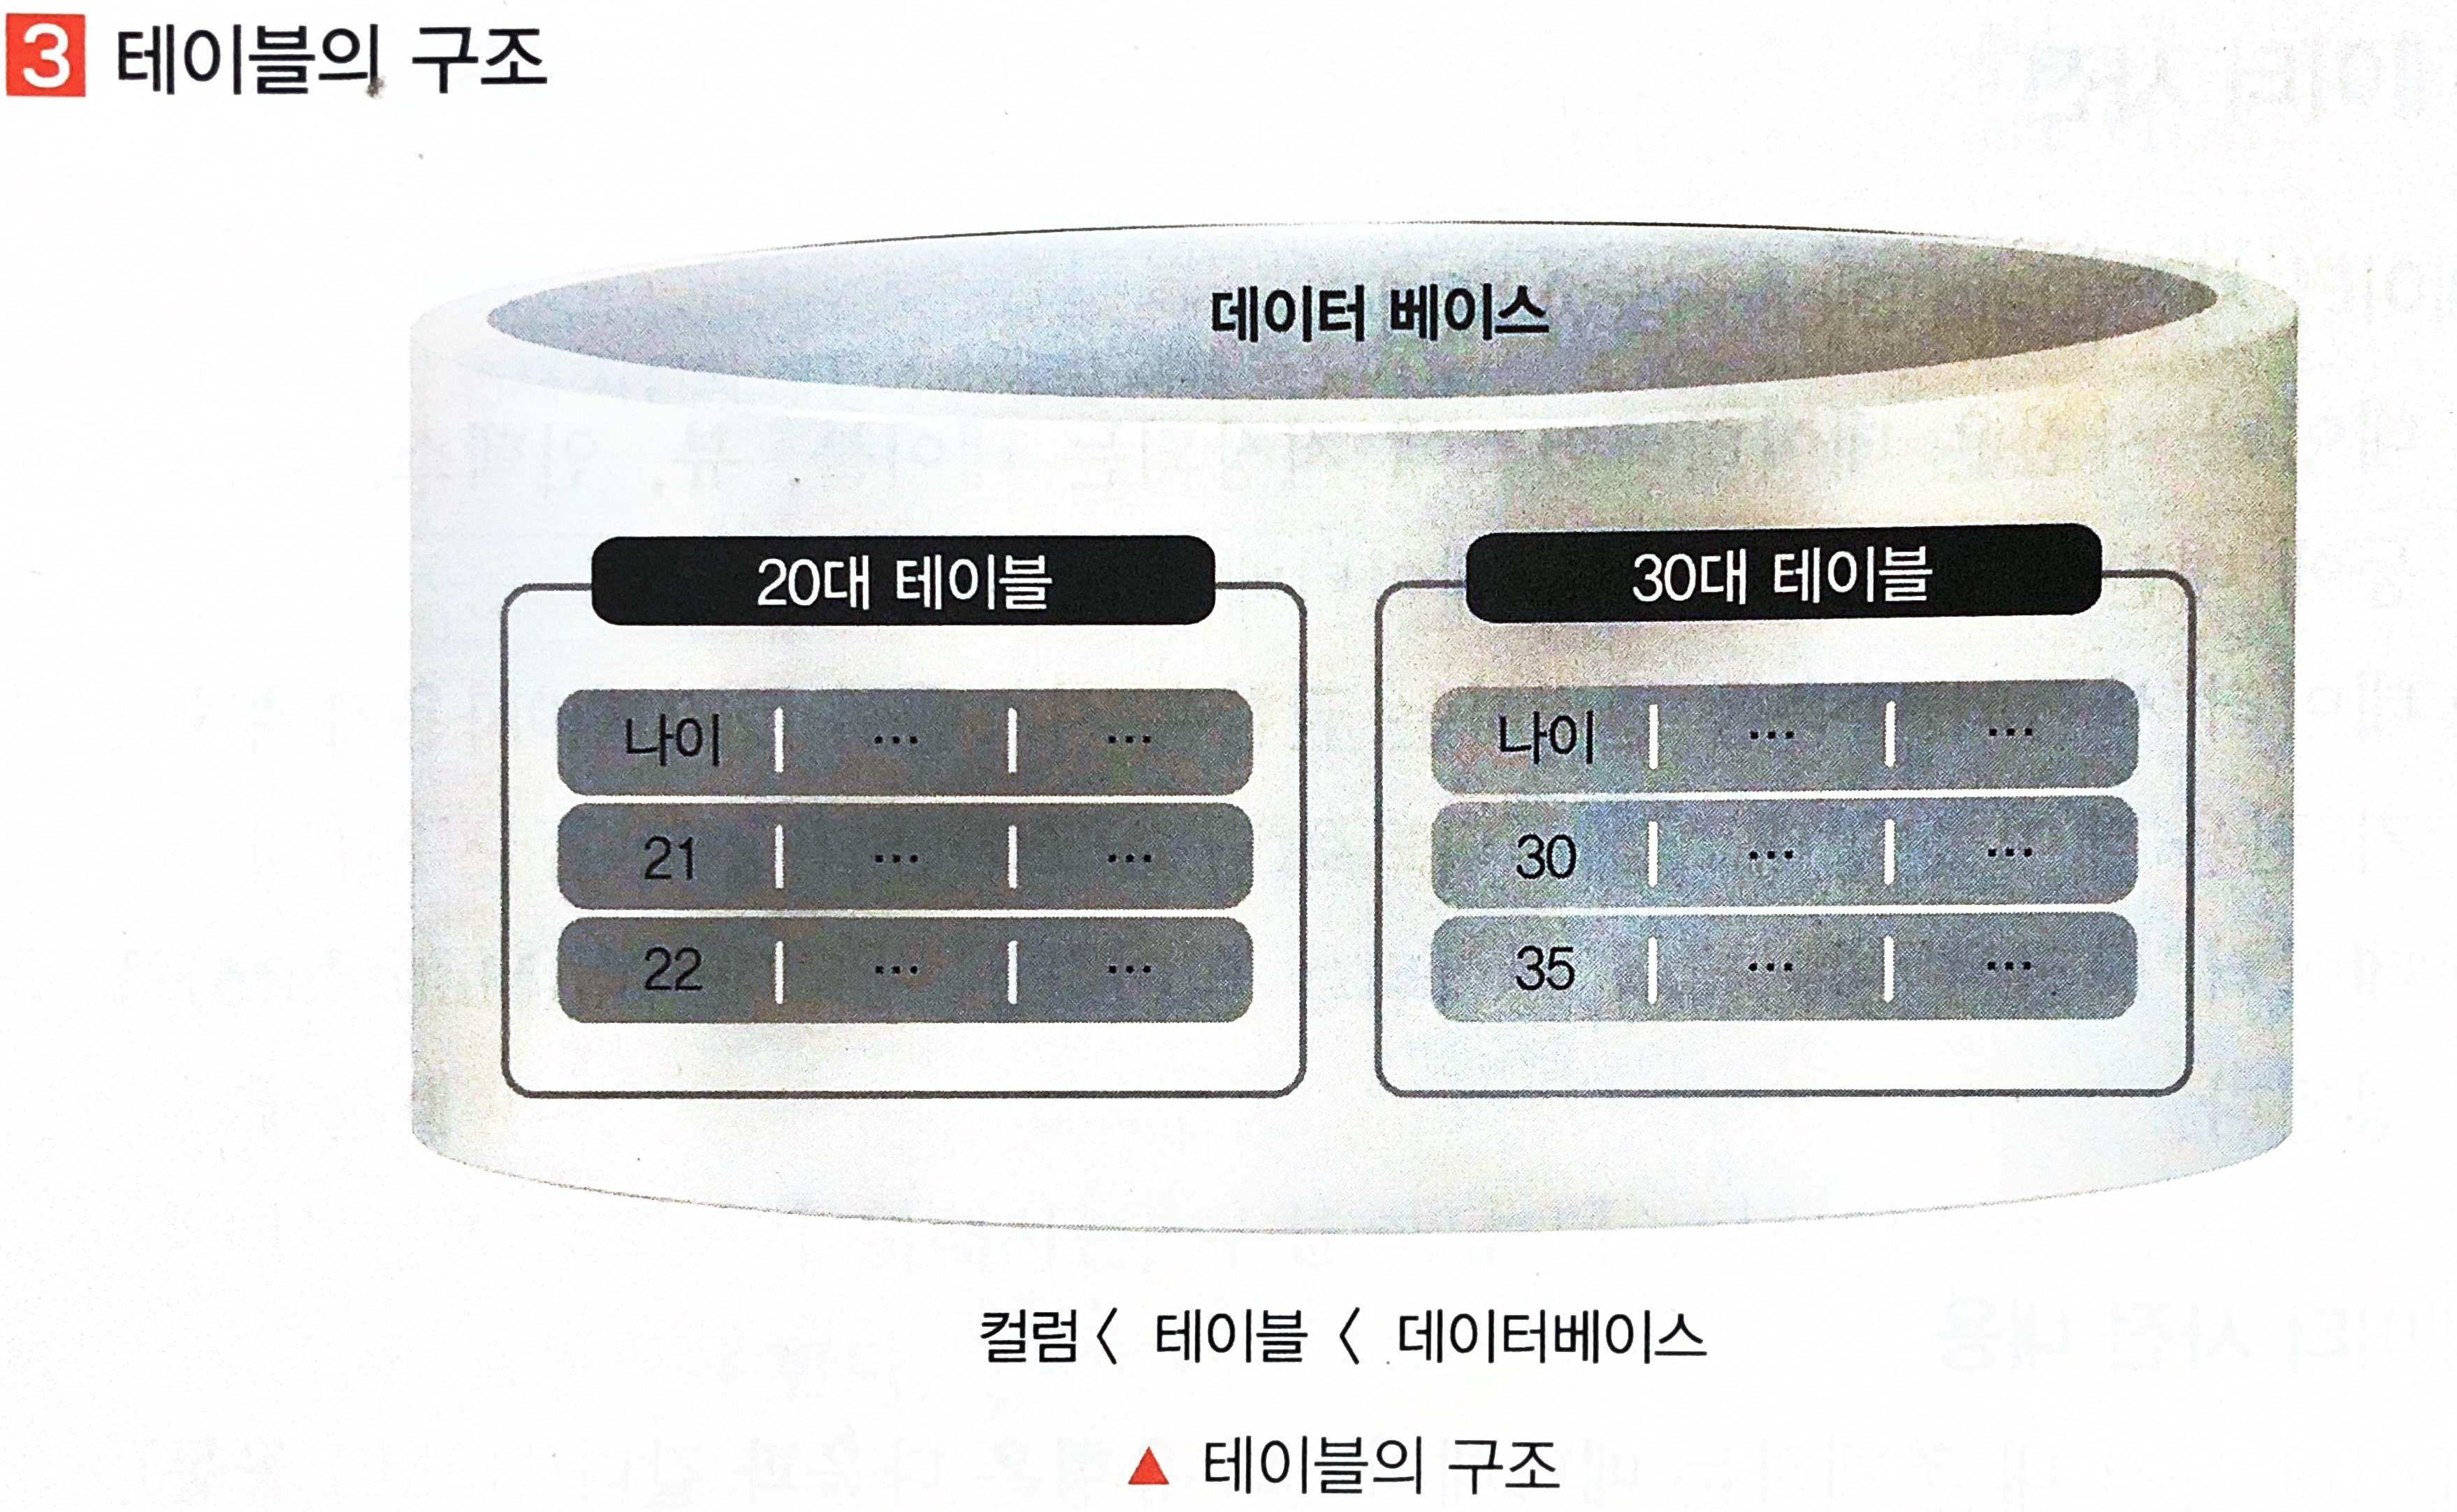 3 테이블의 구조
데이터 베이스
20대 테이블
나이 | … | …
21 | … | …
22 | … | …
30대 테이블
나이 | … | …
30 | … | …
35 | … | …
컬럼 < 테이블 < 데이터베이스
▲ 테이블의 구조